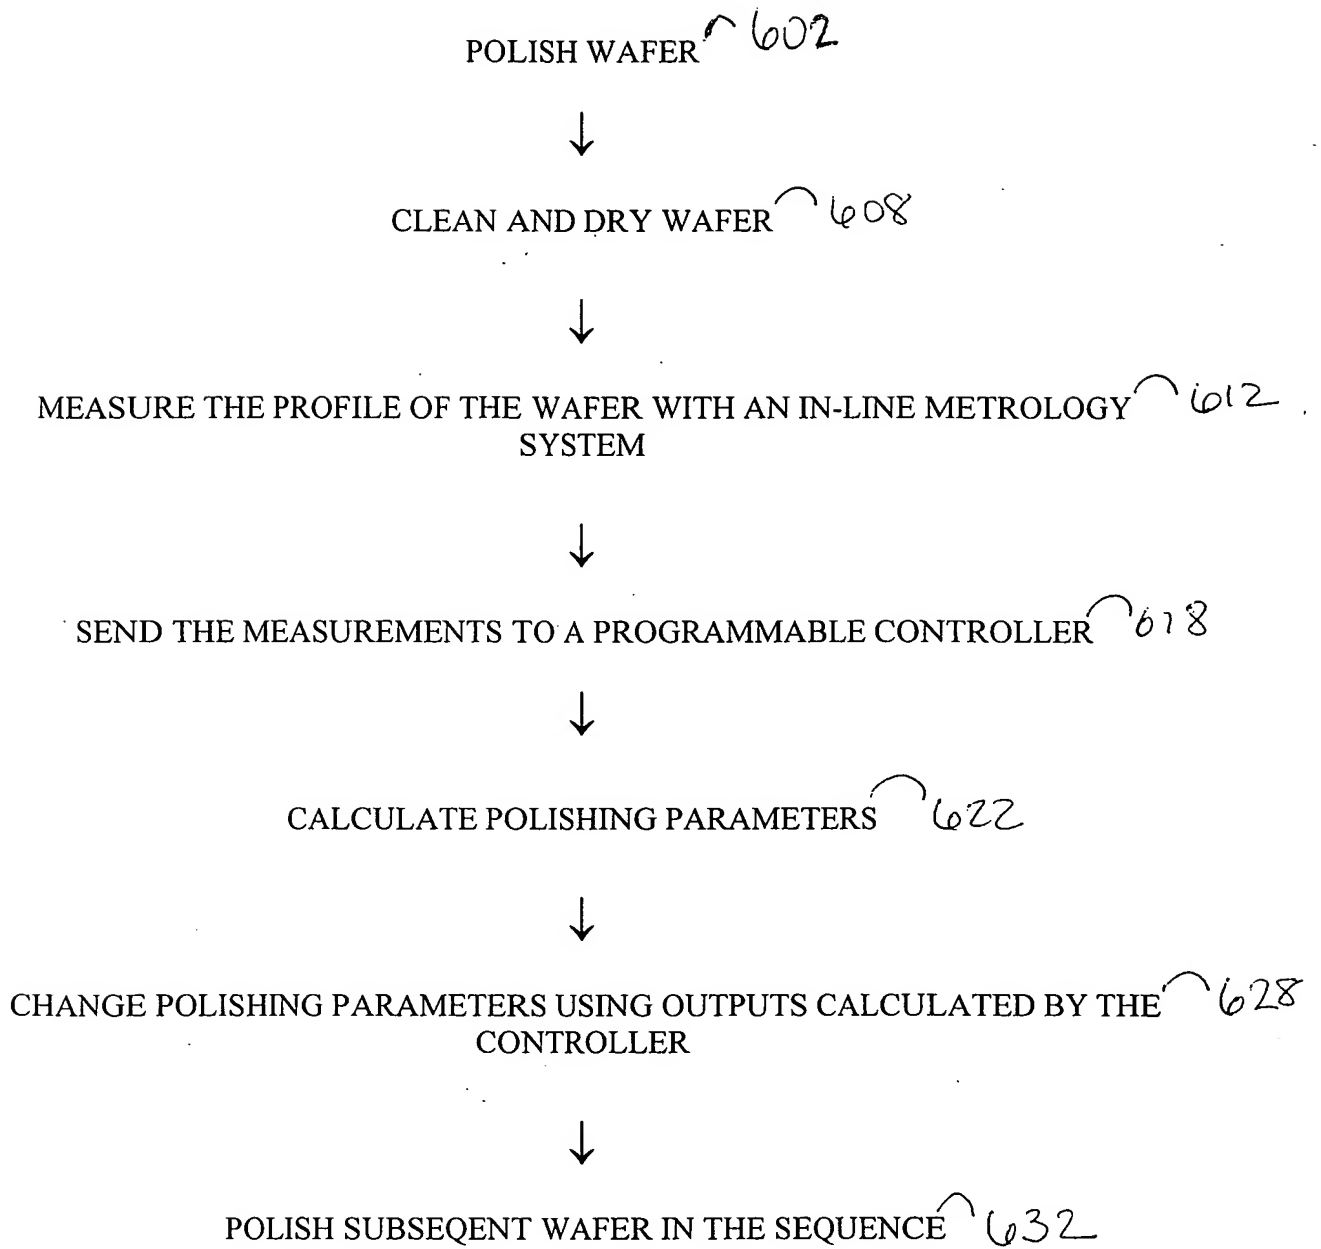 POLISH WAFER 602
CLEAN AND DRY WAFER 608
MEASURE THE PROFILE OF THE WAFER WITH AN IN-LINE METROLOGY 612
SYSTEM
SEND THE MEASUREMENTS TO A PROGRAMMABLE CONTROLLER 618
CALCULATE POLISHING PARAMETERS 622
CHANGE POLISHING PARAMETERS USING OUTPUTS CALCULATED BY THE 628
CONTROLLER
POLISH SUBSEQENT WAFER IN THE SEQUENCE 632